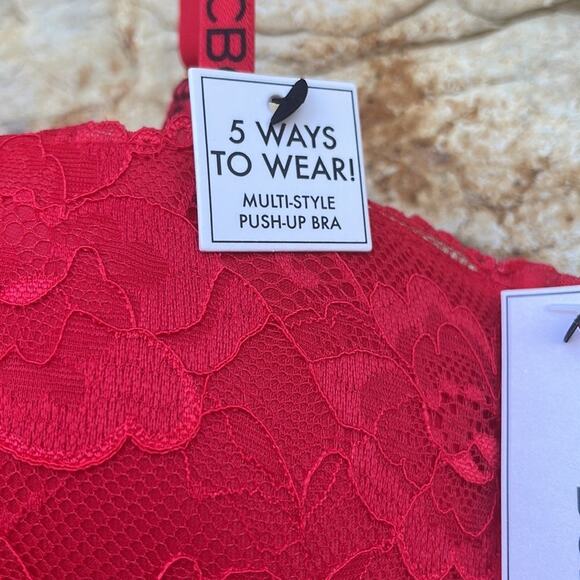 CB
5 WAYS
TO WEAR!
MULTI-STYLE
PUSH-UP BRA